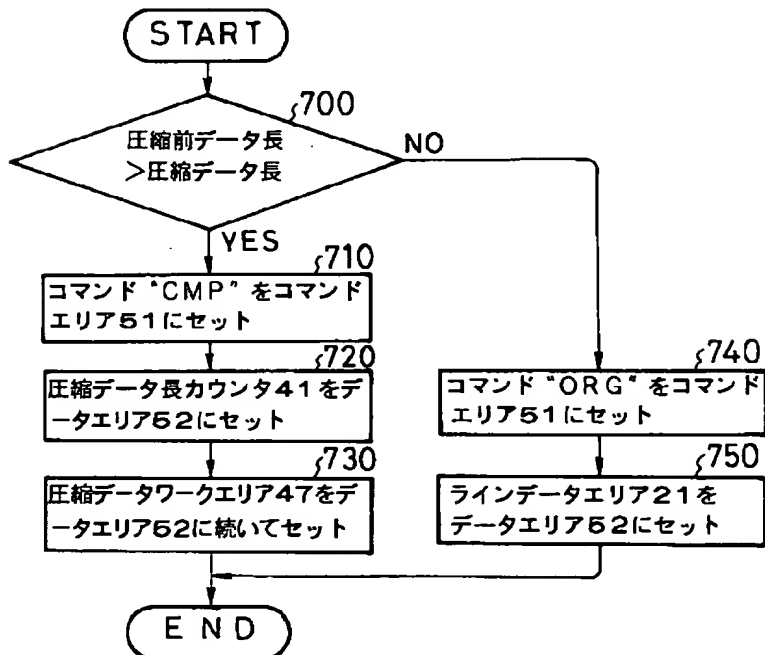 START
700
圧縮前データ長
>圧縮データ長
NO
YES
710
コマンド“CMP”をコマンド
エリア51にセット
720
圧縮データ長カウンタ41をデ
ータエリア52にセット
730
圧縮データワークエリア47をデ
ータエリア52に続いてセット
740
コマンド“ORG”をコマンド
エリア51にセット
750
ラインデータエリア21を
データエリア52にセット
END